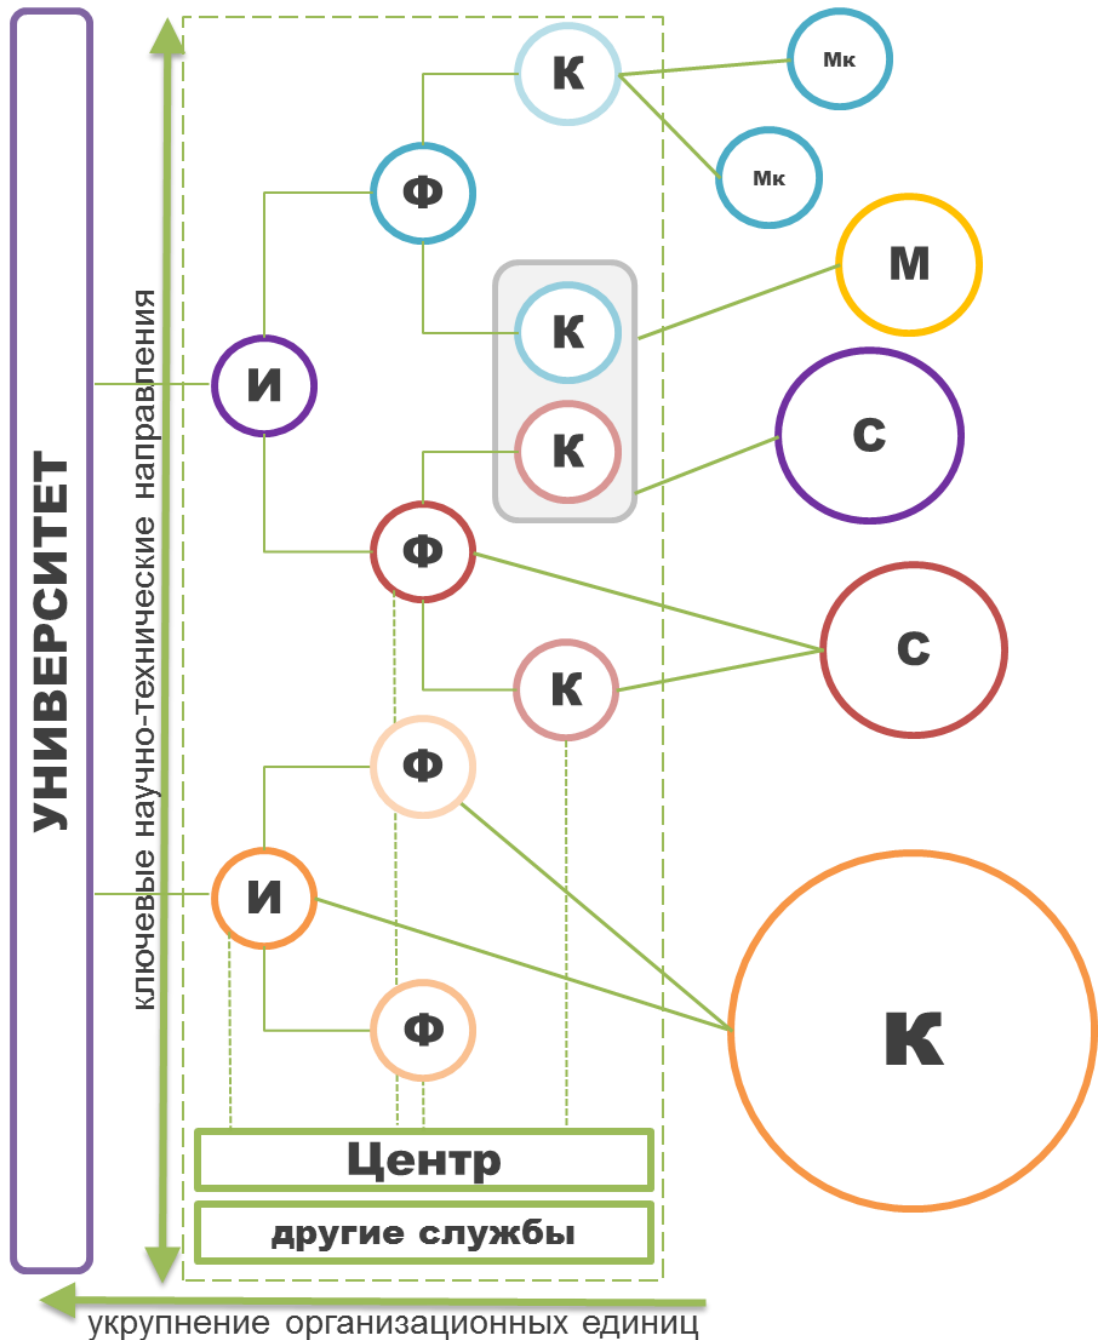 УНИВЕРСИТЕТ
ключевые научно-технические направления
К
Мк
Мк
Ф
М
К
И
С
К
Ф
С
К
Ф
И
К
Ф
Центр
другие службы
укрупнение организационных единиц